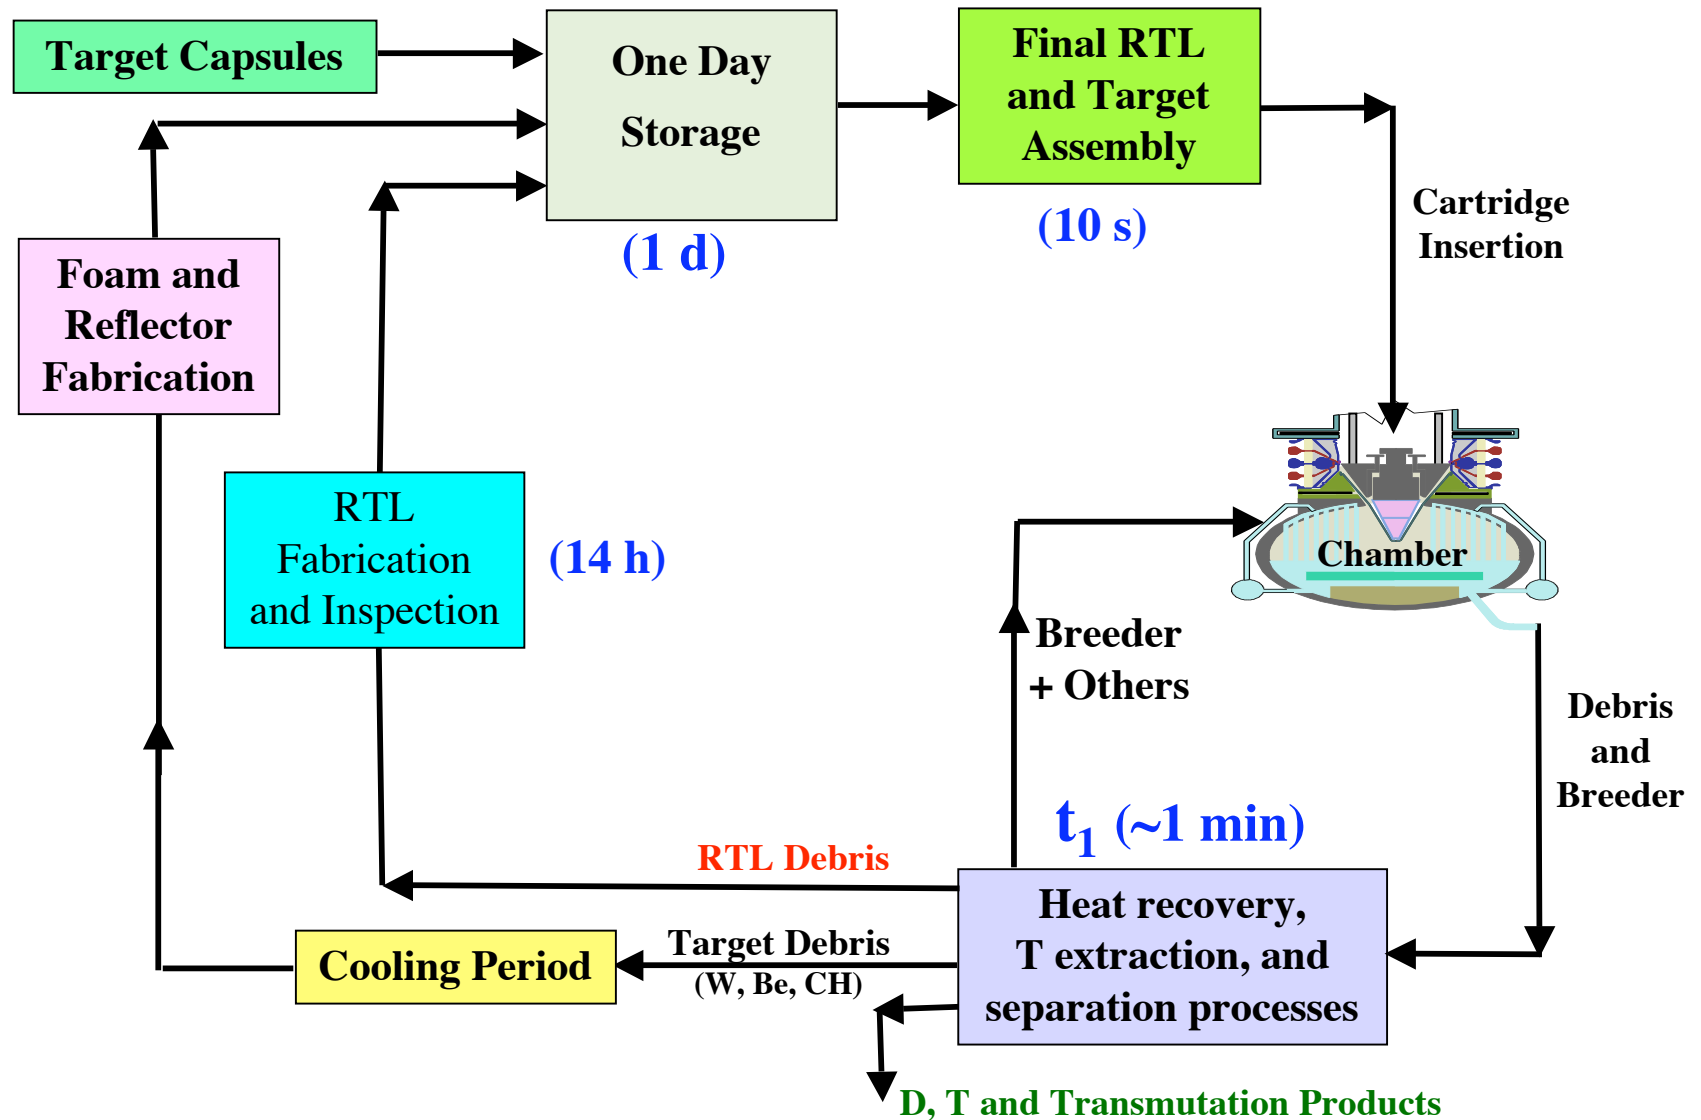 Target Capsules
One Day
Storage
(1 d)
Final RTL
and Target
Assembly
(10 s)
Cartridge
Insertion
Foam and
Reflector
Fabrication
RTL
Fabrication
and Inspection
(14 h)
Chamber
Breeder
+ Others
Debris
and
Breeder
t₁ (~1 min)
RTL Debris
Heat recovery,
T extraction, and
separation processes
Target Debris
(W, Be, CH)
Cooling Period
D, T and Transmutation Products